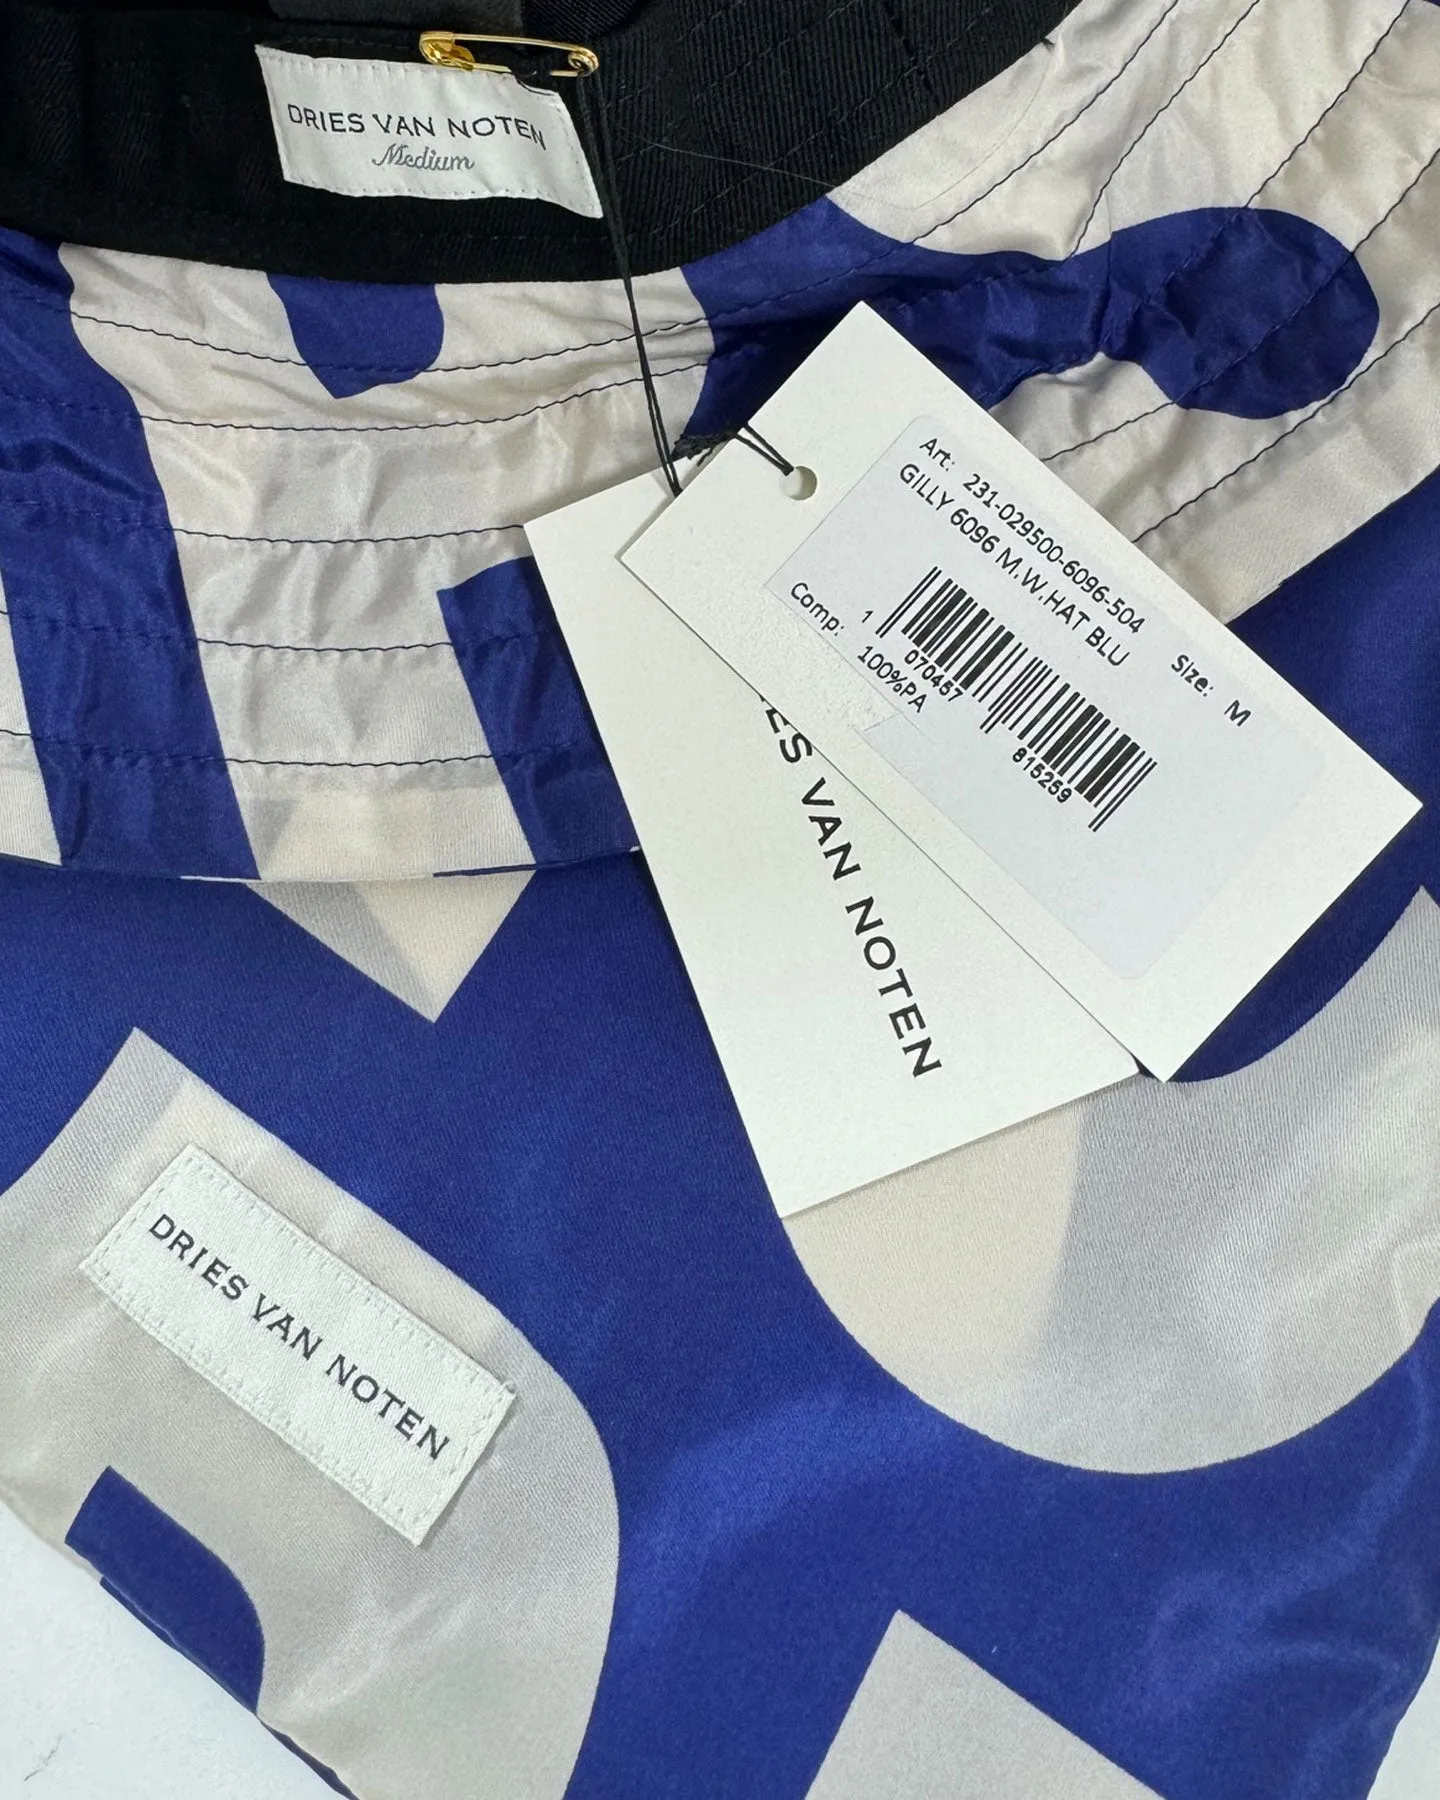 DRIES VAN NOTEN
Medium
Art: 231-029500-6096-504
GILLY 6096 M.W.HAT BLU
Size: M
1 070457 815259
Comp: 100%PA
ES VAN NOTEN
DRIES VAN NOTEN